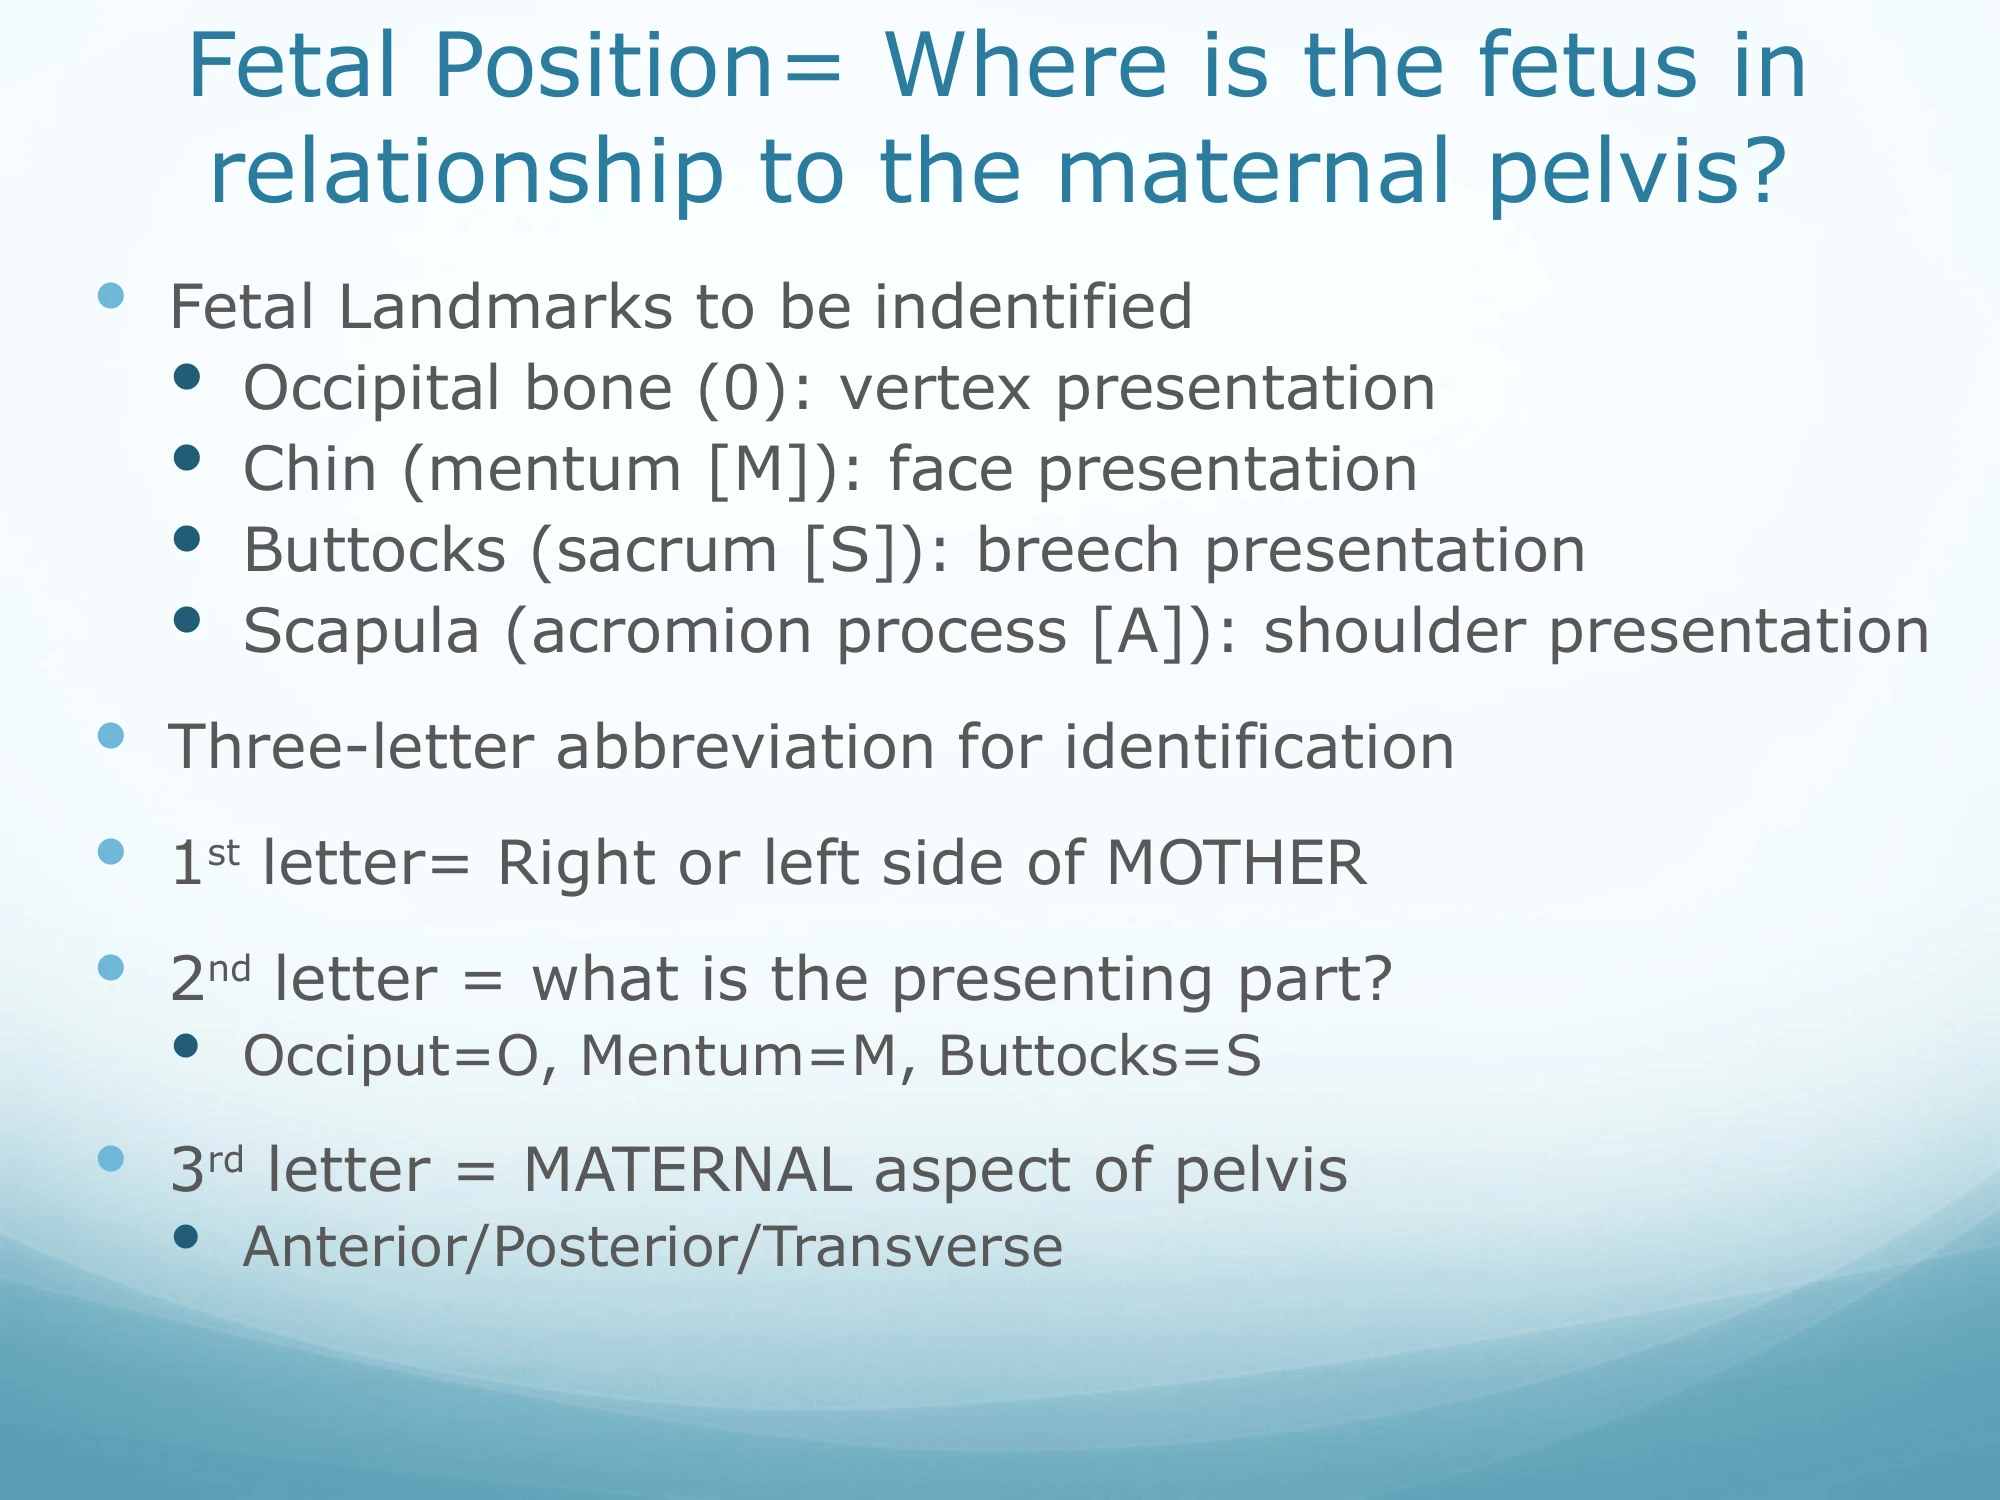 Fetal Position= Where is the fetus in
relationship to the maternal pelvis?
• Fetal Landmarks to be indentified
• Occipital bone (0): vertex presentation
• Chin (mentum [M]): face presentation
• Buttocks (sacrum [S]): breech presentation
• Scapula (acromion process [A]): shoulder presentation
• Three-letter abbreviation for identification
• 1st letter= Right or left side of MOTHER
• 2nd letter = what is the presenting part?
• Occiput=O, Mentum=M, Buttocks=S
• 3rd letter = MATERNAL aspect of pelvis
• Anterior/Posterior/Transverse